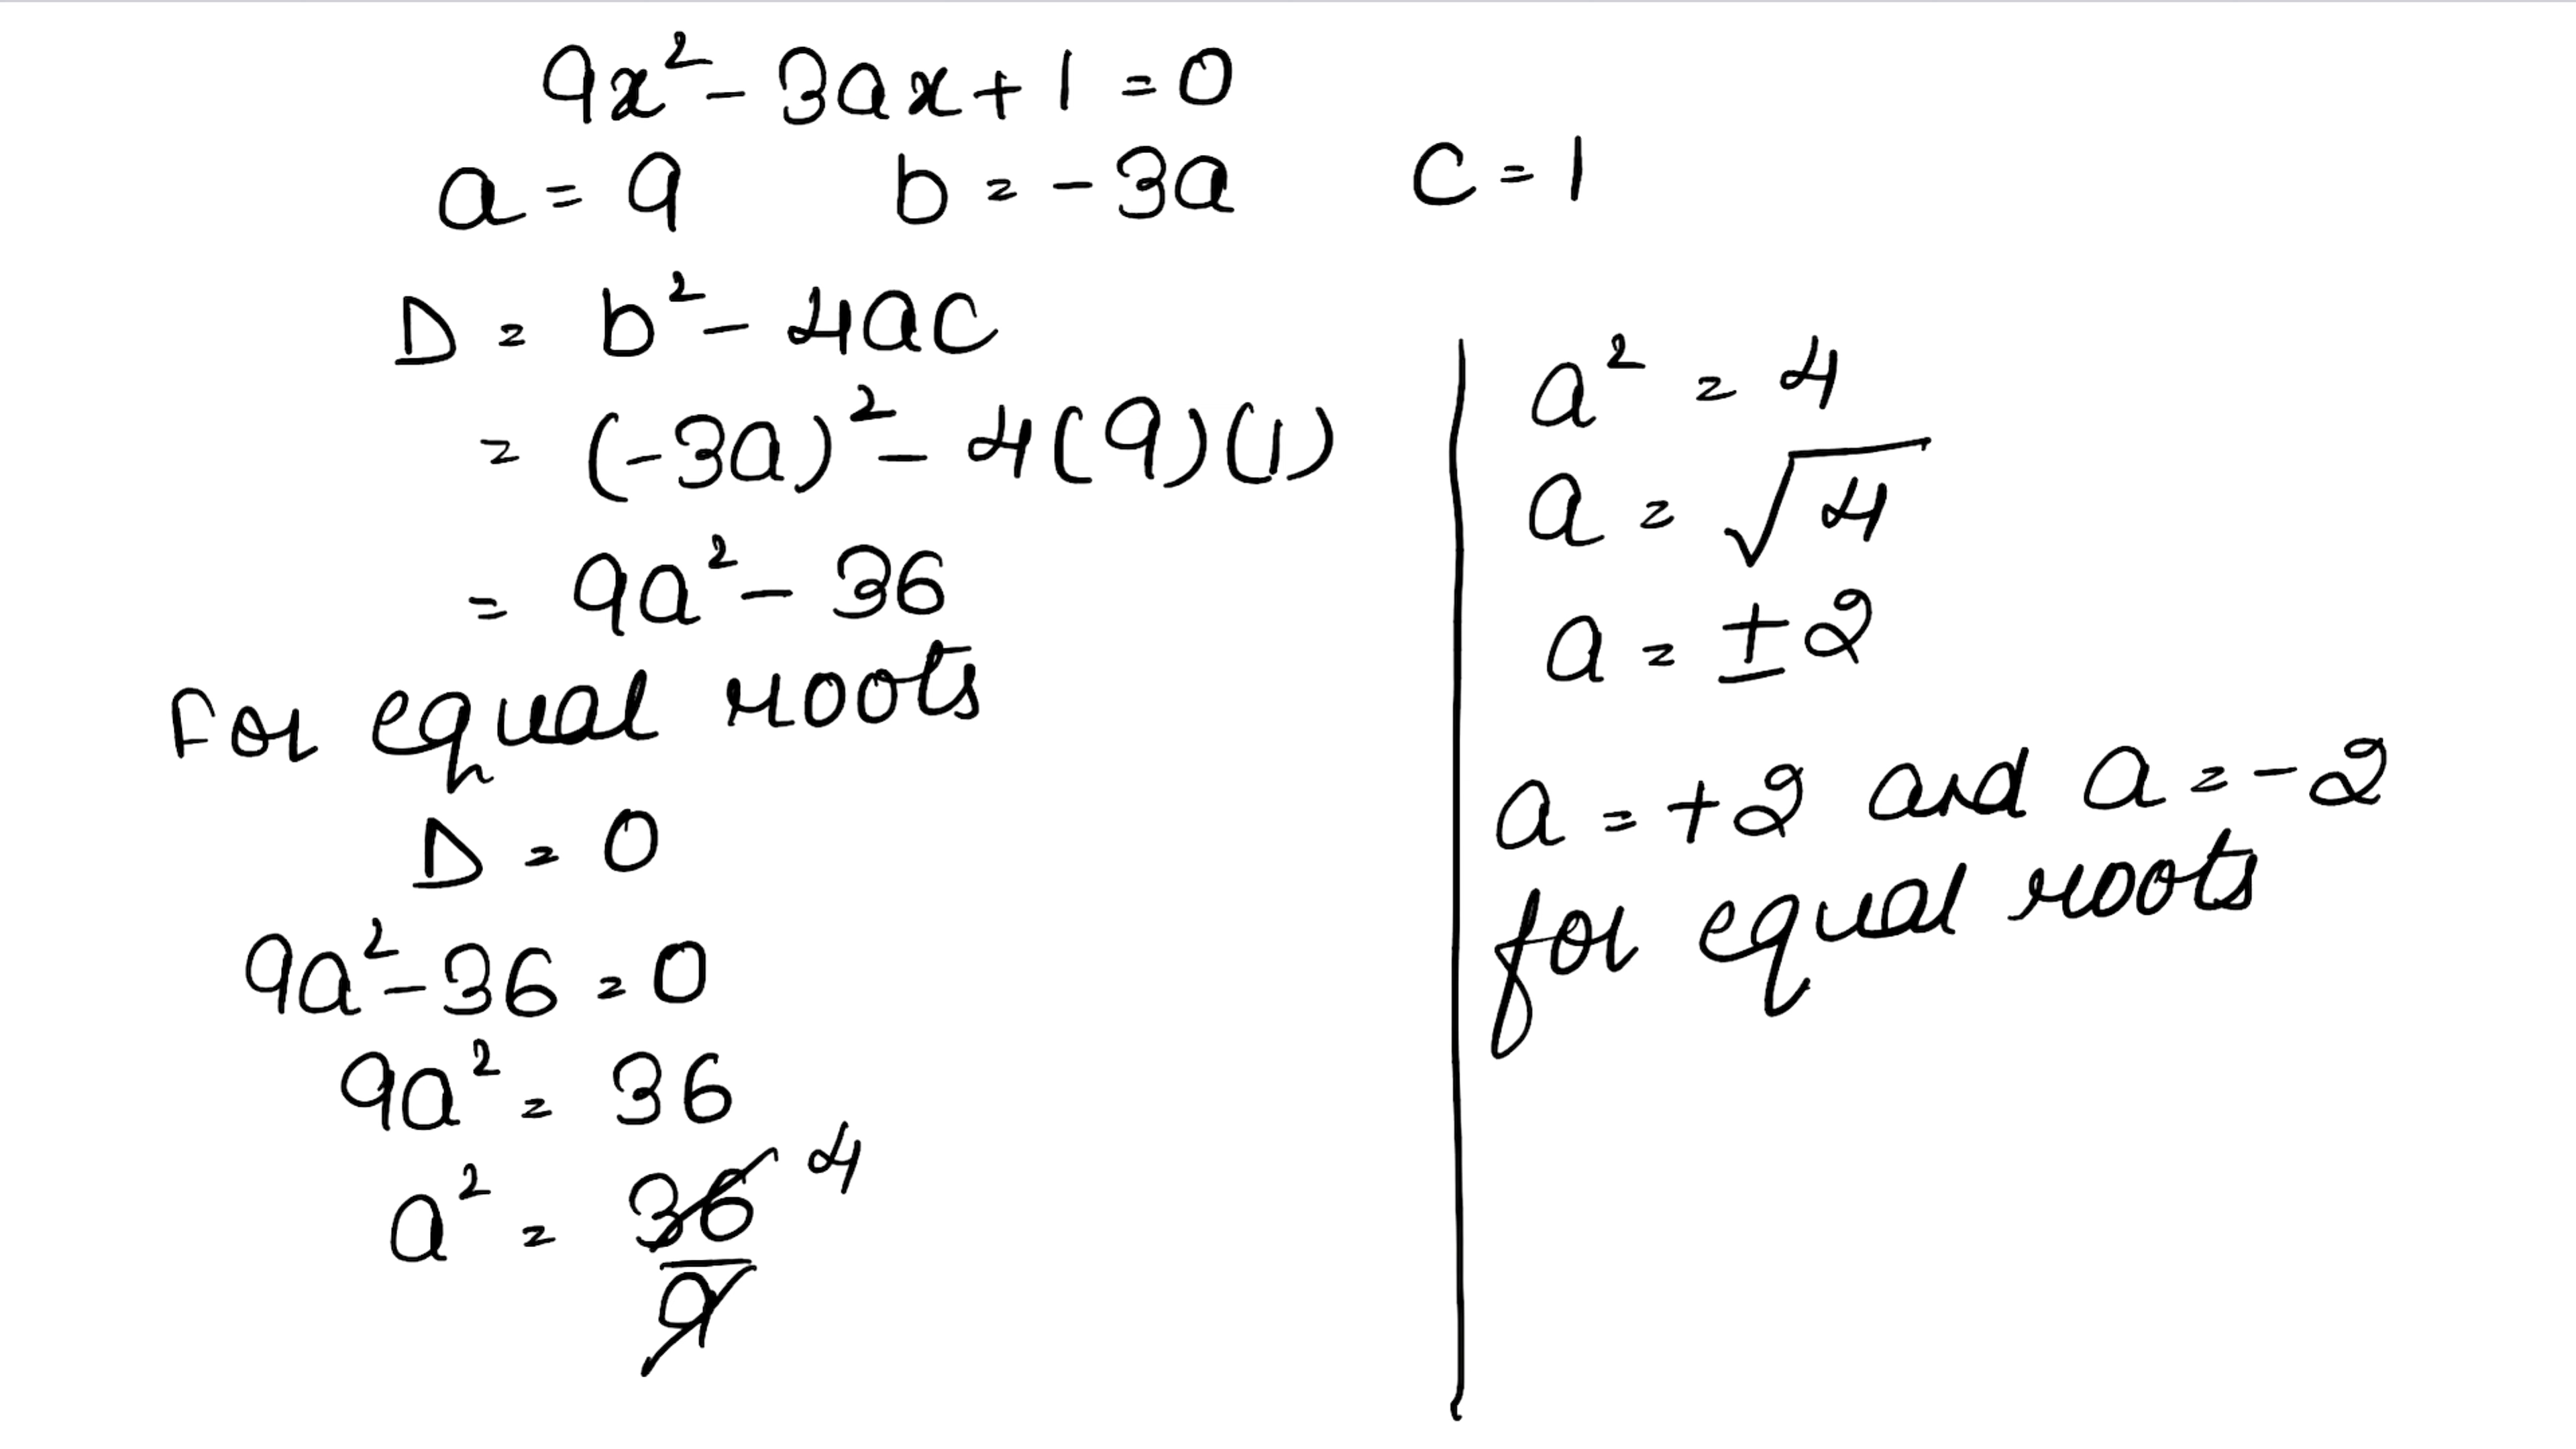 9x² - 3ax + 1 = 0
a = 9 b = -3a c = 1
D = b² - 4ac
= (-3a)² - 4(9)(1)
= 9a² - 36
For equal roots
D = 0
9a² - 36 = 0
9a² = 36
a² = 36/9 4
a² = 4
a = √4
a = ±2
a = +2 and a = -2
for equal roots